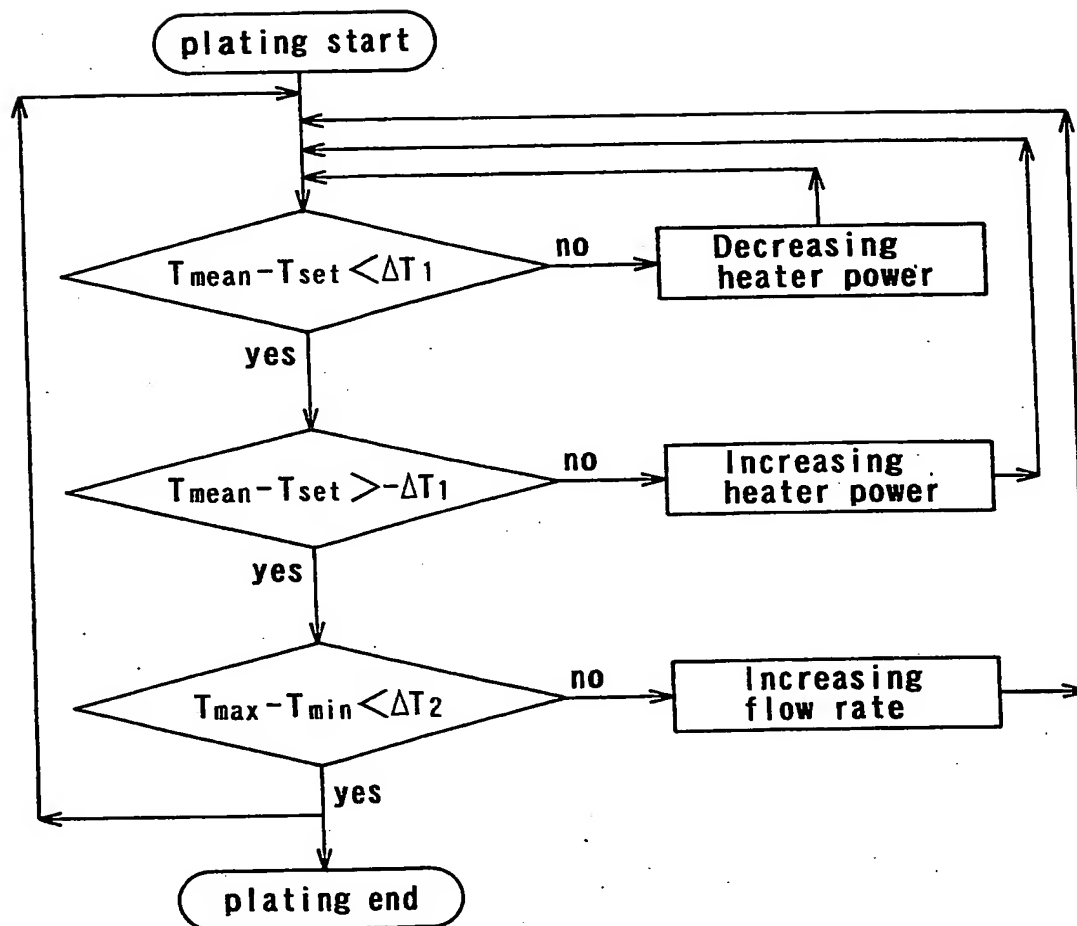 plating start
Tmean-Tset<ΔT1
no
Decreasing
heater power
yes
Tmean-Tset>-ΔT1
no
Increasing
heater power
yes
Tmax-Tmin<ΔT2
no
Increasing
flow rate
yes
plating end